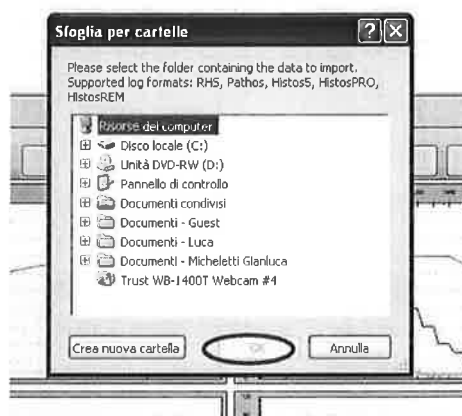 Sfoglia per cartelle
Please select the folder containing the data to import.
Supported log formats: RHS, Pathos, Histos5, HistosPRO,
HistosREM
Risorse del computer
Disco locale (C:)
Unità DVD-RW (D:)
Pannello di controllo
Documenti condivisi
Documenti - Guest
Documenti - Luca
Documenti - Micheletti Gianluca
Trust WB-1400T Webcam #4
Crea nuova cartella
OK
Annulla